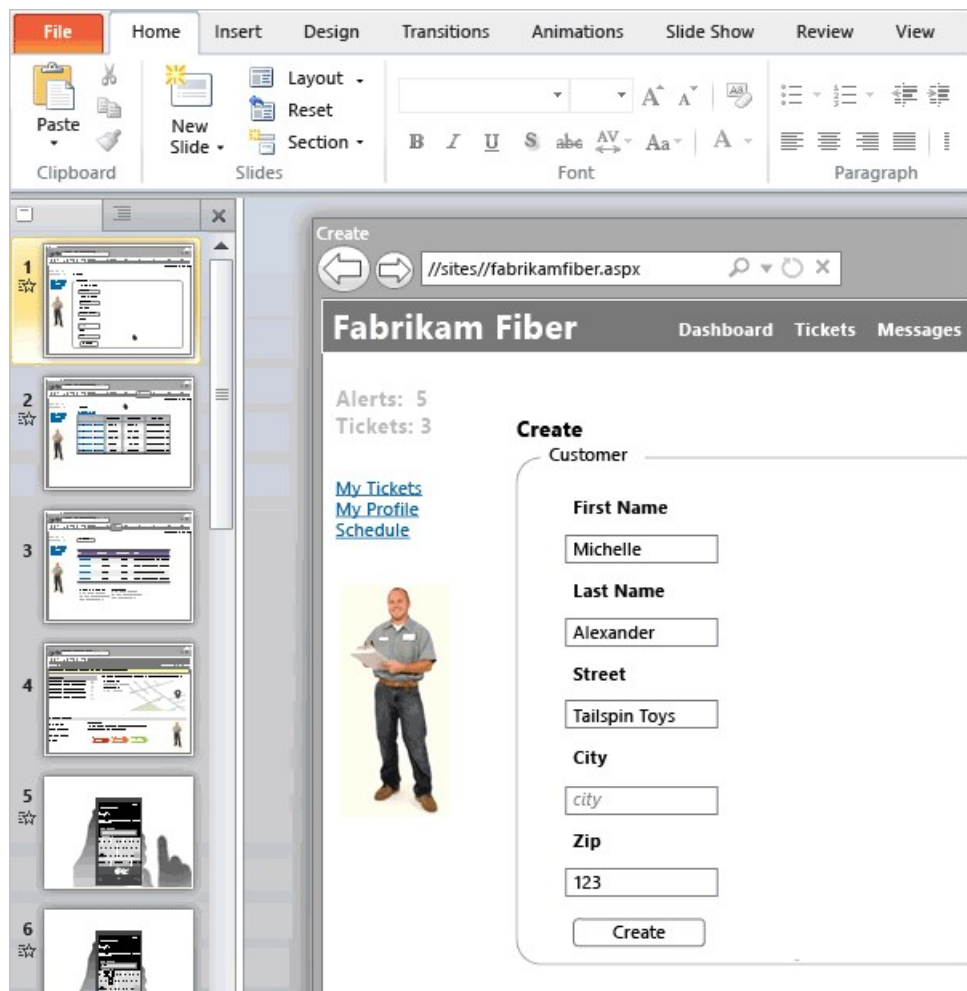 File Home Insert Design Transitions Animations Slide Show Review View
Paste
New
Slide
Layout
Reset
Section
B I U S abc AV Aa A
Clipboard Slides Font Paragraph
1
2
3
4
5
6
Create
//sites//fabrikamfiber.aspx
Fabrikam Fiber Dashboard Tickets Messages
Alerts: 5
Tickets: 3
My Tickets
My Profile
Schedule
Create
Customer
First Name
Michelle
Last Name
Alexander
Street
Tailspin Toys
City
city
Zip
123
Create